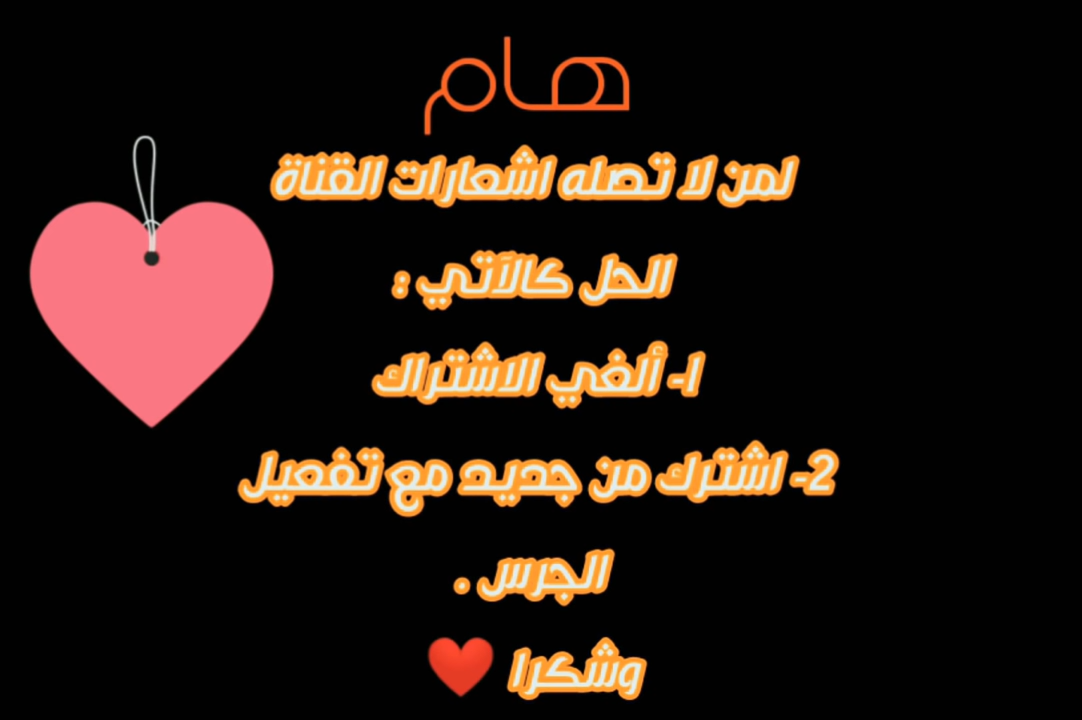 هام
لمن لا تصله اشعارات القناة
الحل كالآتي :
1- ألغي الاشتراك
2- اشترك من جديد مع تفعيل
الجرس .
وشكرا ❤️